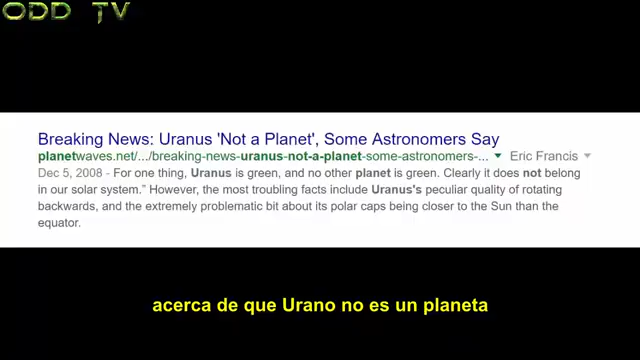 ODD TV
Breaking News: Uranus 'Not a Planet', Some Astronomers Say
planetwaves.net/.../breaking-news-uranus-not-a-planet-some-astronomers-... Eric Francis
Dec 5, 2008 - For one thing, Uranus is green, and no other planet is green. Clearly it does not belong
in our solar system.” However, the most troubling facts include Uranus's peculiar quality of rotating
backwards, and the extremely problematic bit about its polar caps being closer to the Sun than the
equator.
acerca de que Urano no es un planeta